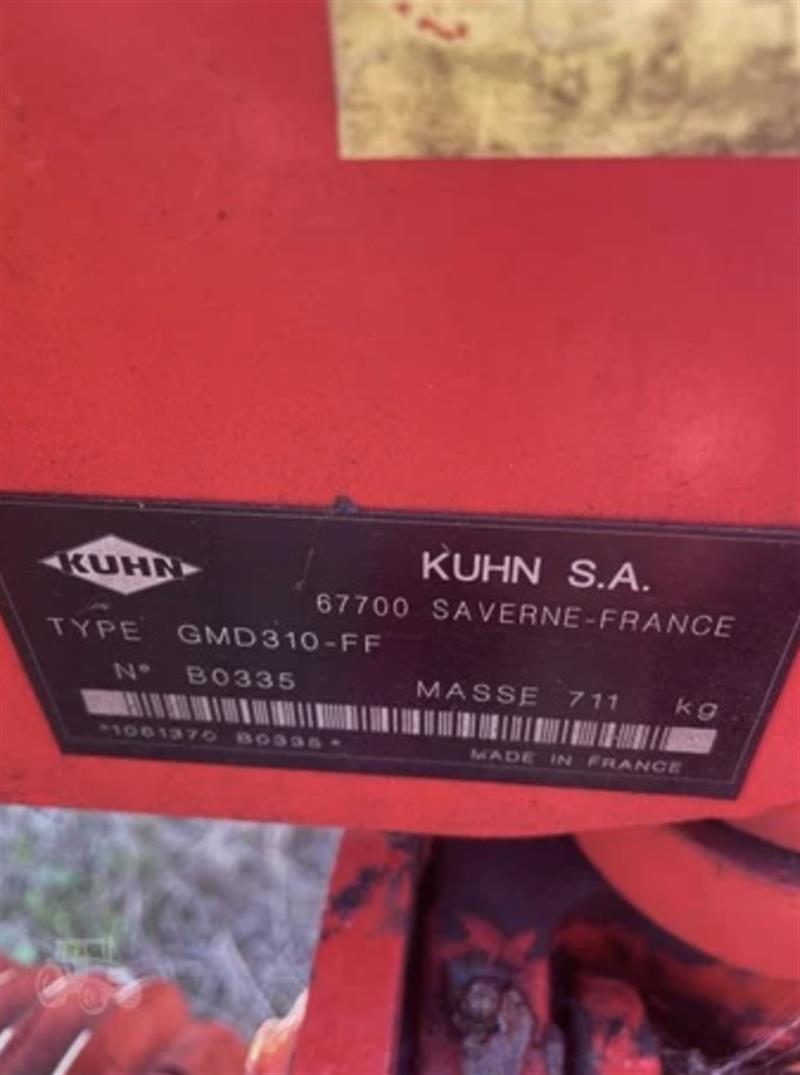 KUHN
KUHN S.A.
67700 SAVERNE-FRANCE
TYPE GMD310-FF
N° B0335
MASSE 711 kg
*1061370 B0335*
MADE IN FRANCE